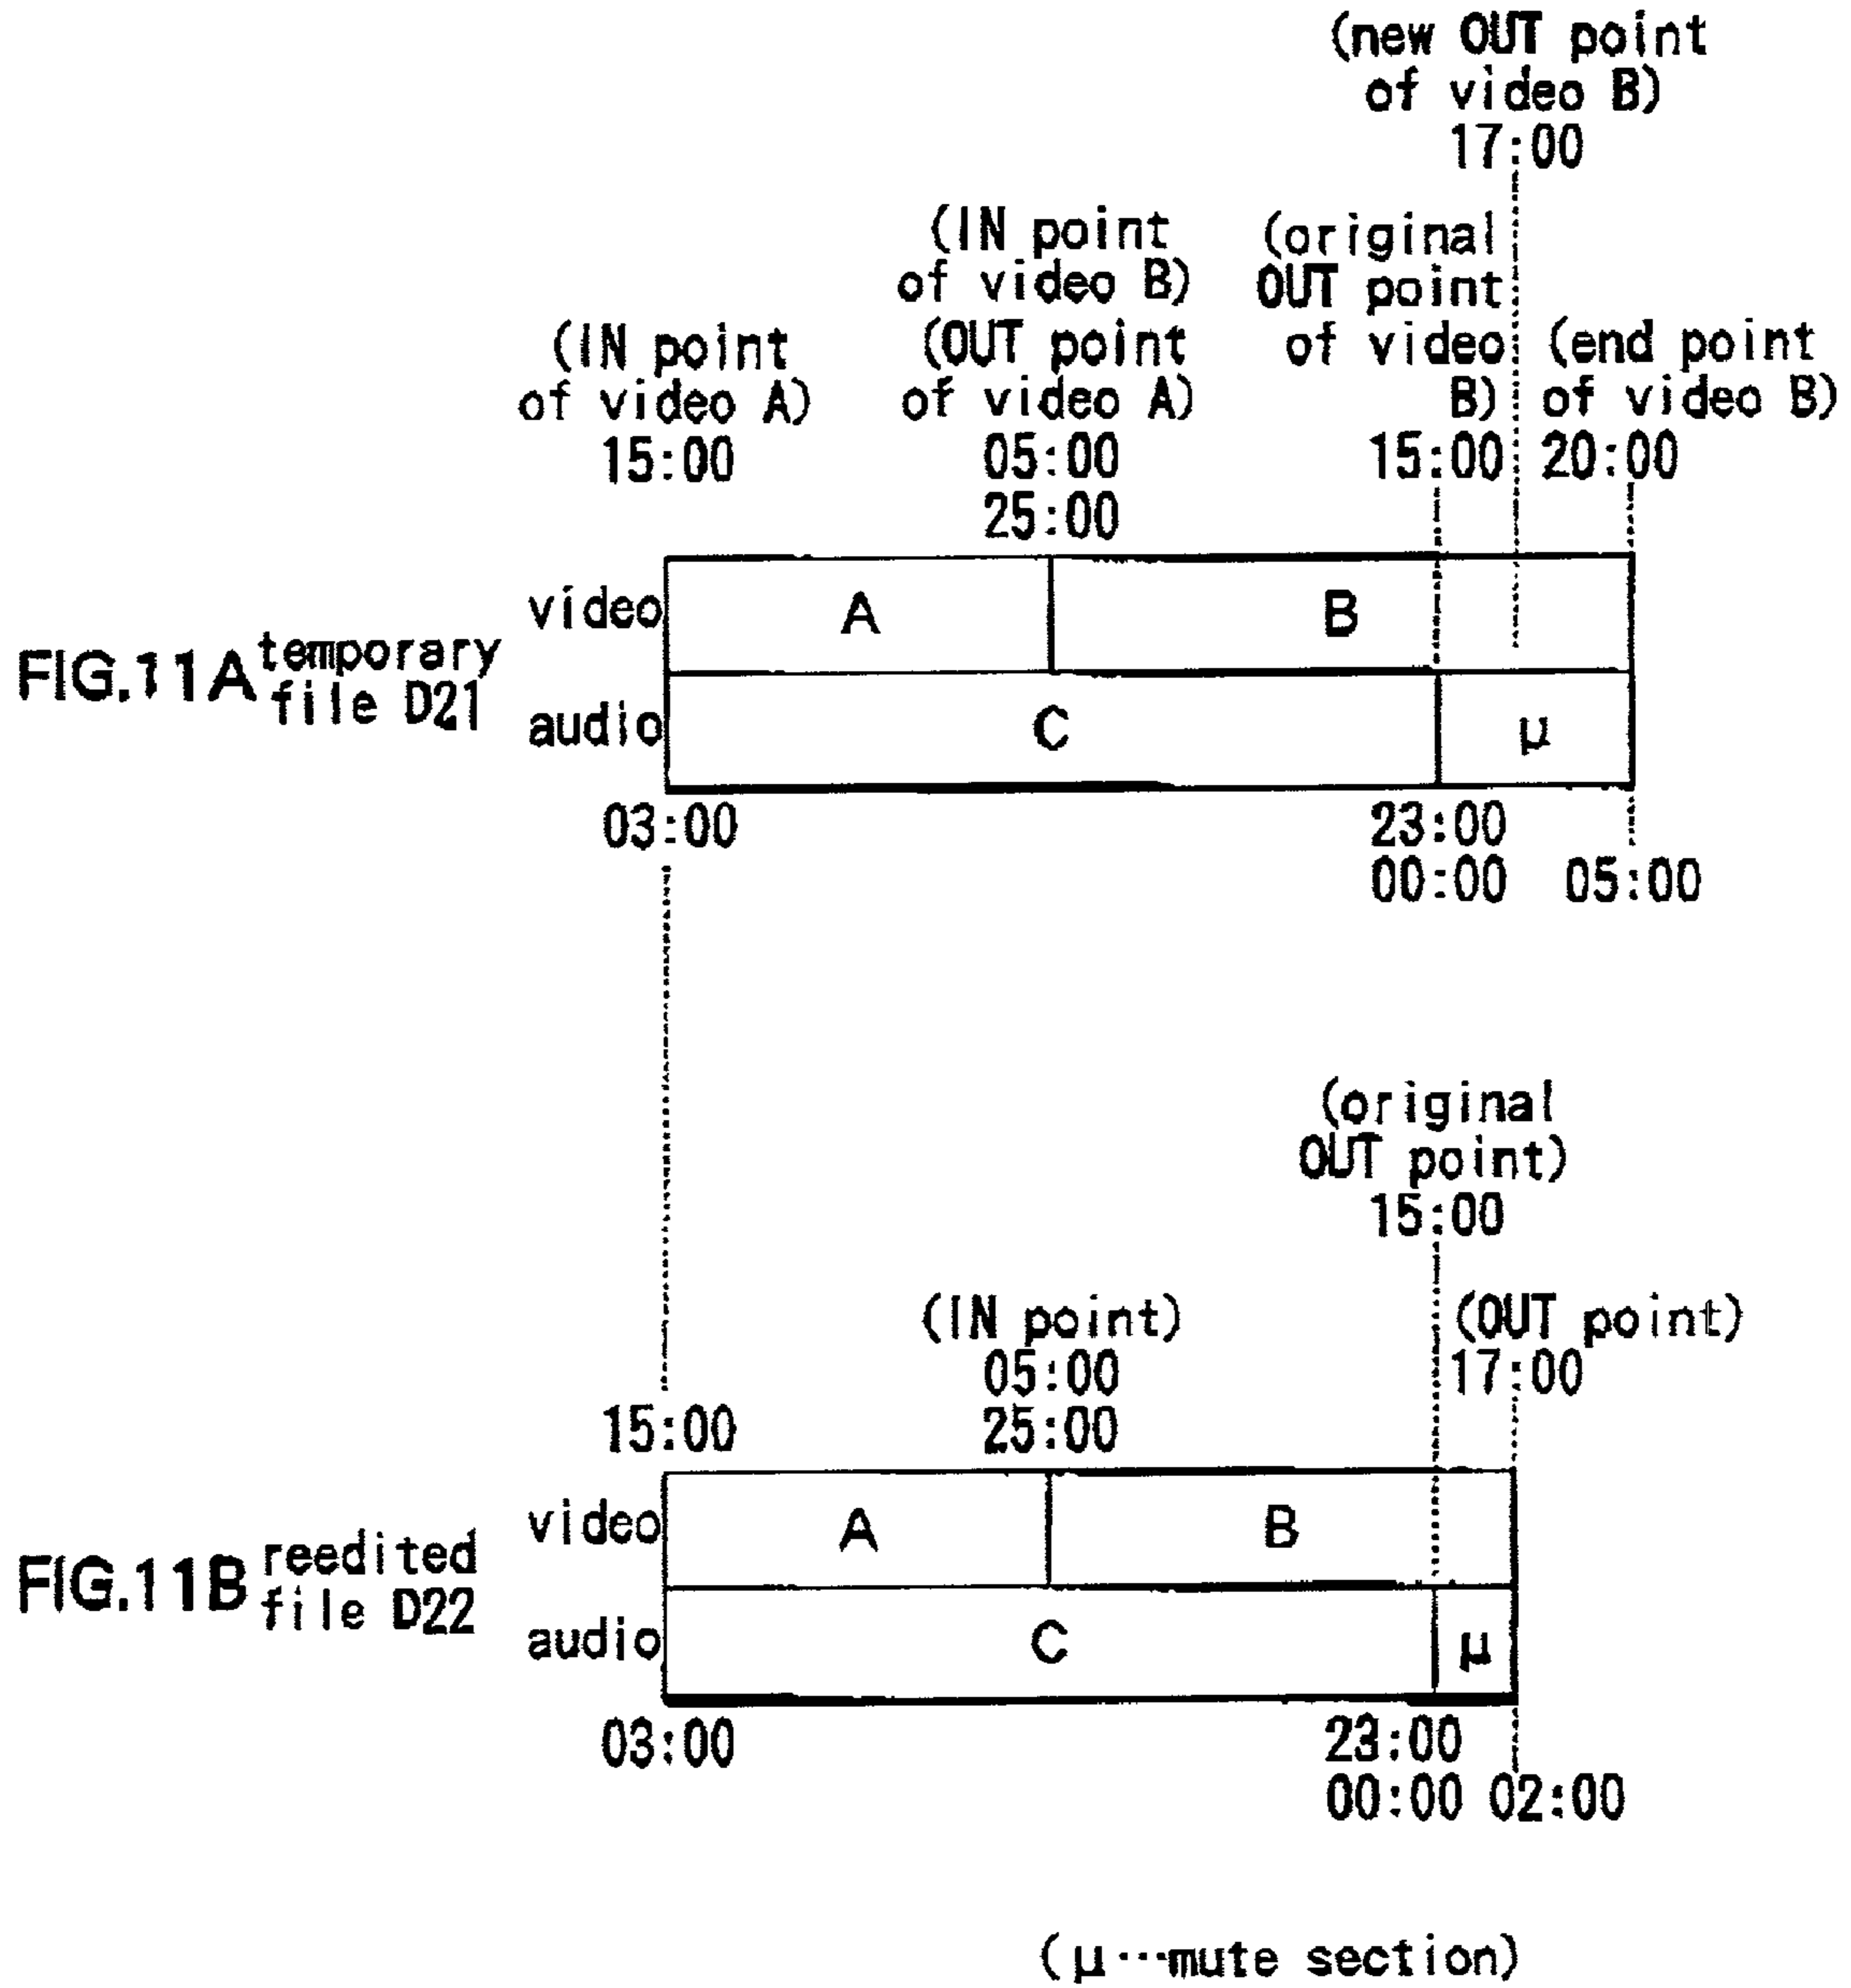 (new OUT point
of video B)
17:00
(IN point
of video B)
(original
OUT point
of video
B)
15:00
(IN point
of video A)
15:00
(OUT point
of video A)
05:00
25:00
(end point
of video B)
20:00
FIG.11A
temporary
file D21
video
A
B
audio
C
μ
03:00
23:00
00:00
05:00
(original
OUT point)
15:00
(IN point)
05:00
25:00
(OUT point)
17:00
15:00
FIG.11B
reedited
file D22
video
A
B
audio
C
μ
03:00
23:00
00:00
02:00
(μ···mute section)